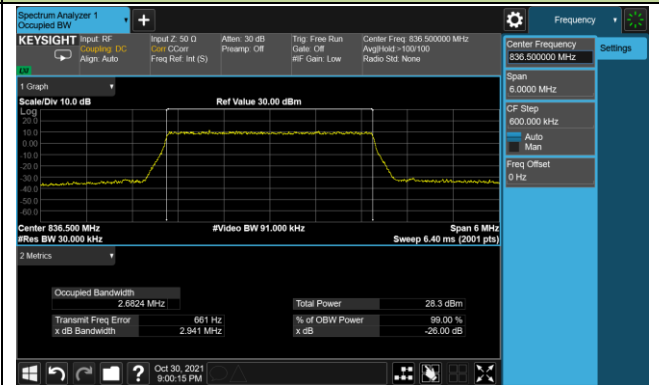 Spectrum Analyzer 1
Occupied BW
+
Frequency
KEYSIGHT
Input: RF
Coupling: DC
Align: Auto
Input Z: 50 Ω
Corr CCorr
Freq Ref: Int (S)
Atten: 30 dB
Preamp: Off
Trig: Free Run
Gate: Off
#IF Gain: Low
Center Freq: 836.500000 MHz
Avg|Hold:>100/100
Radio Std: None
Center Frequency
836.500000 MHz
Settings
Span
6.0000 MHz
CF Step
600.000 kHz
Auto
Man
Freq Offset
0 Hz
1 Graph
Scale/Div 10.0 dB
Ref Value 30.00 dBm
Log
20.0
10.0
0.00
-10.0
-20.0
-30.0
-40.0
-50.0
-60.0
Center 836.500 MHz
#Video BW 91.000 kHz
Span 6 MHz
#Res BW 30.000 kHz
Sweep 6.40 ms (2001 pts)
2 Metrics
Occupied Bandwidth
2.6824 MHz
Total Power 28.3 dBm
Transmit Freq Error 661 Hz
% of OBW Power 99.00 %
x dB Bandwidth 2.941 MHz
x dB -26.00 dB
?
Oct 30, 2021
9:00:15 PM